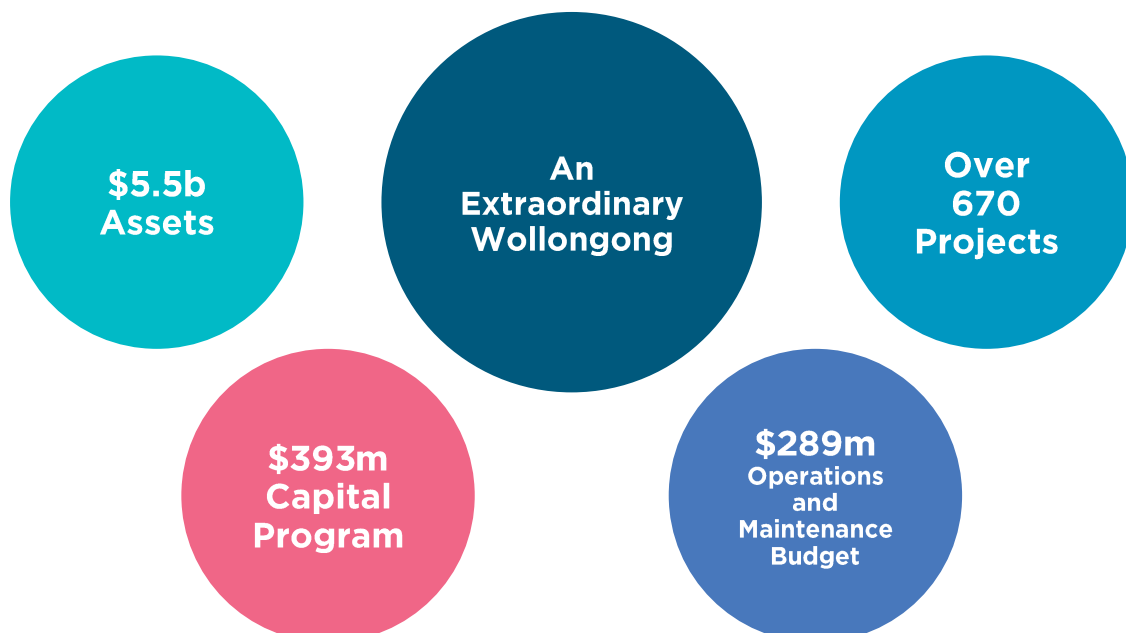 $5.5b
Assets
An
Extraordinary
Wollongong
Over
670
Projects
$393m
Capital
Program
$289m
Operations
and
Maintenance
Budget